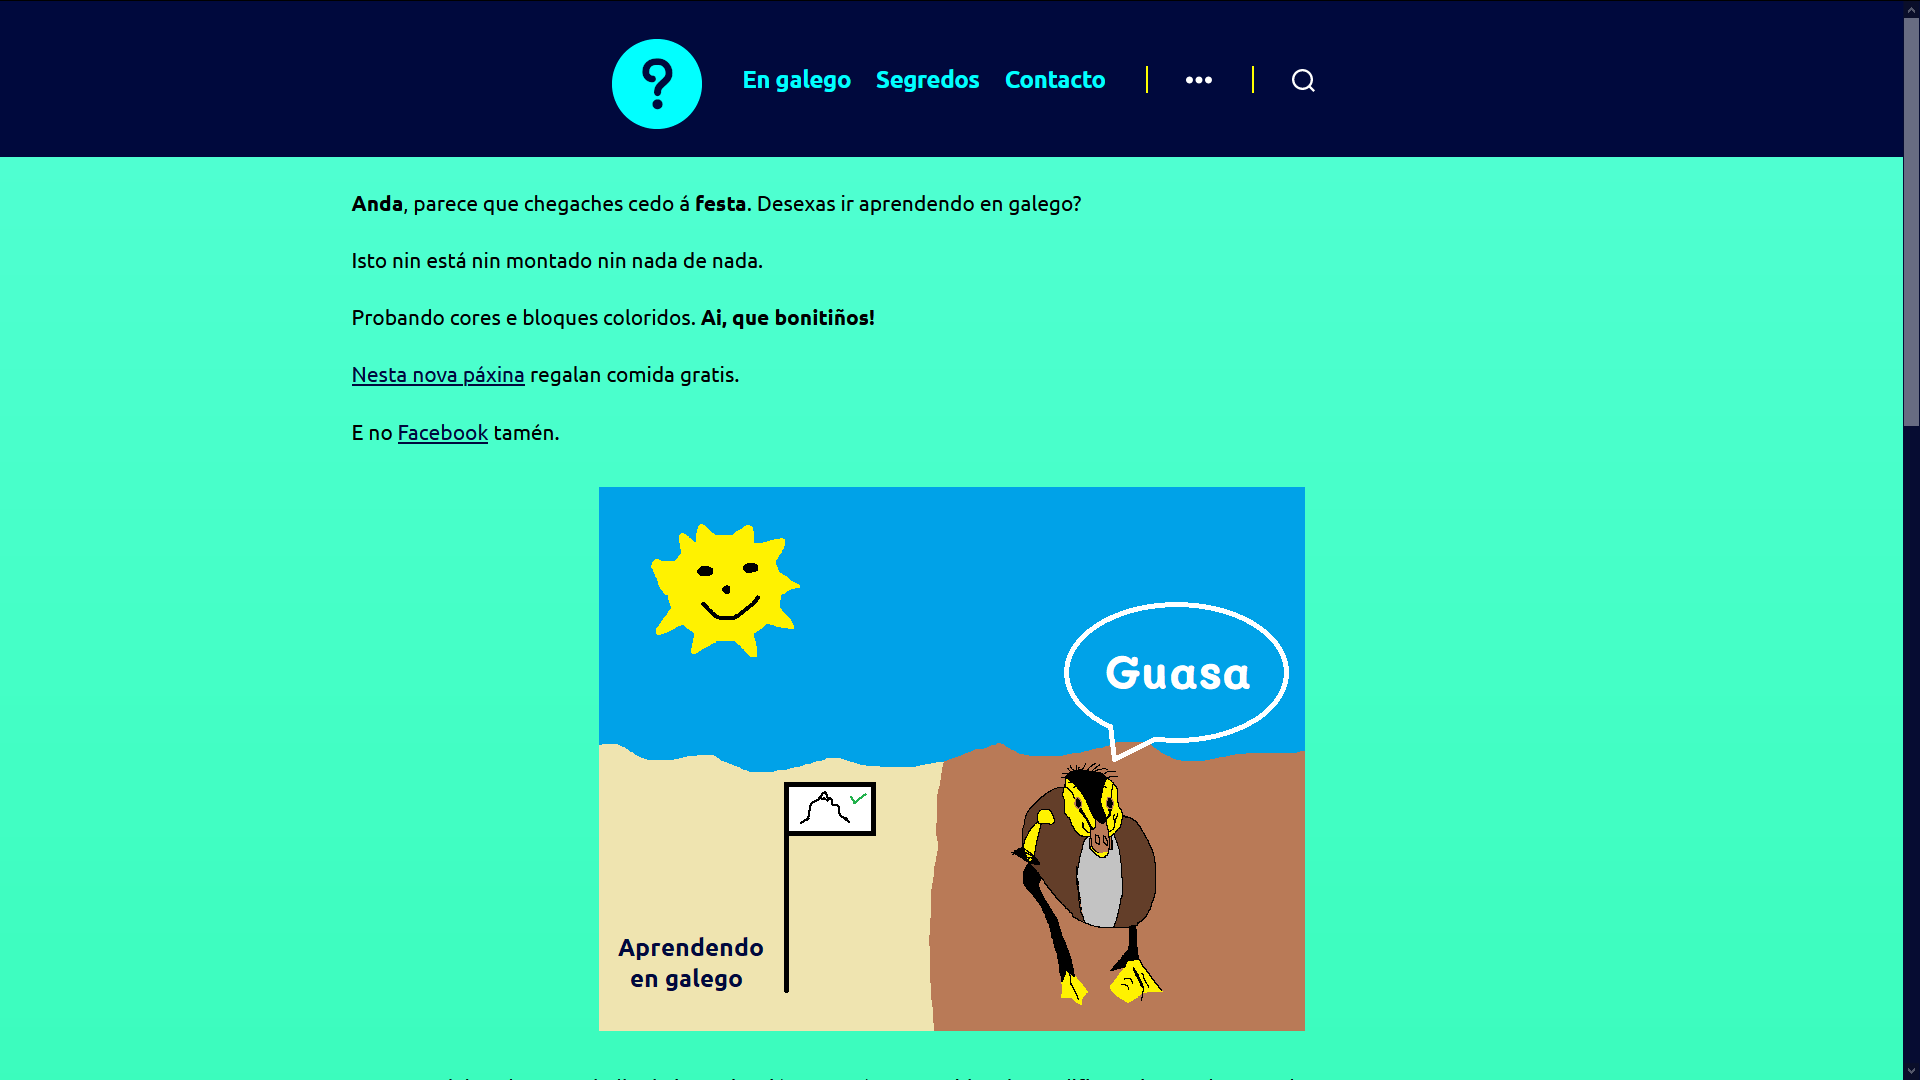 ?
En galego Segredos Contacto
Anda, parece que chegaches cedo á festa. Desexas ir aprendendo en galego?
Isto nin está nin montado nin nada de nada.
Probando cores e bloques coloridos. Ai, que bonitiños!
Nesta nova páxina regalan comida gratis.
E no Facebook tamén.
Guasa
Aprendendo
en galego